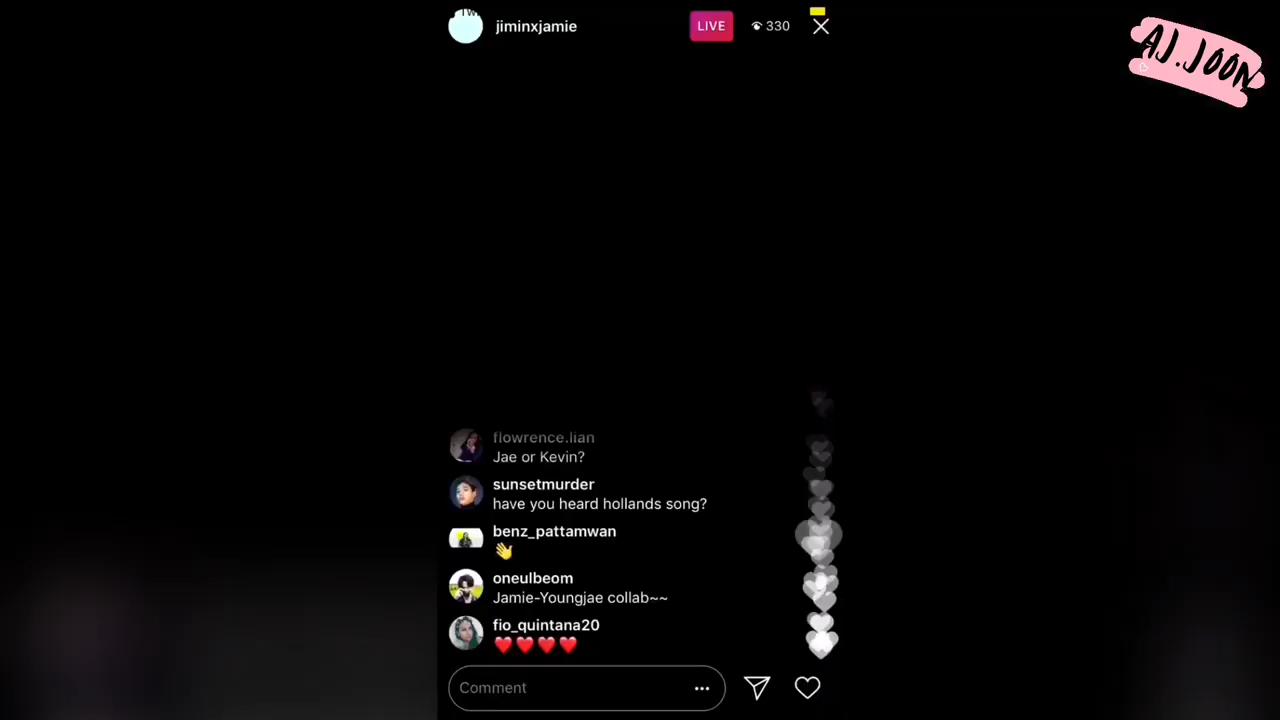 jiminxjamie
LIVE
330
AJ.JOON
flowrence.lian
Jae or Kevin?
sunsetmurder
have you heard hollands song?
benz_pattamwan
👋
oneulbeom
Jamie-Youngjae collab~~
fio_quintana20
❤️❤️❤️❤️
Comment